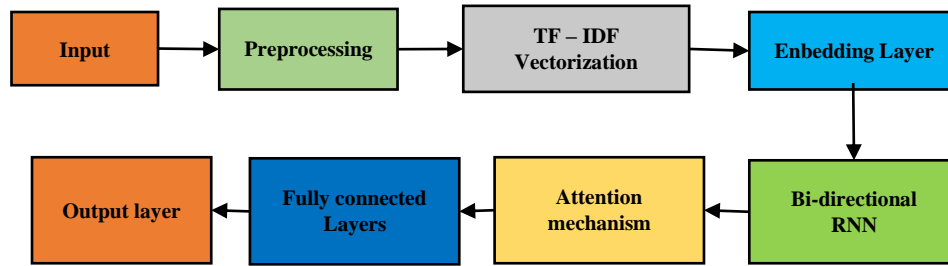 Input
Preprocessing
TF – IDF
Vectorization
Enbedding Layer
Bi-directional
RNN
Attention
mechanism
Fully connected
Layers
Output layer